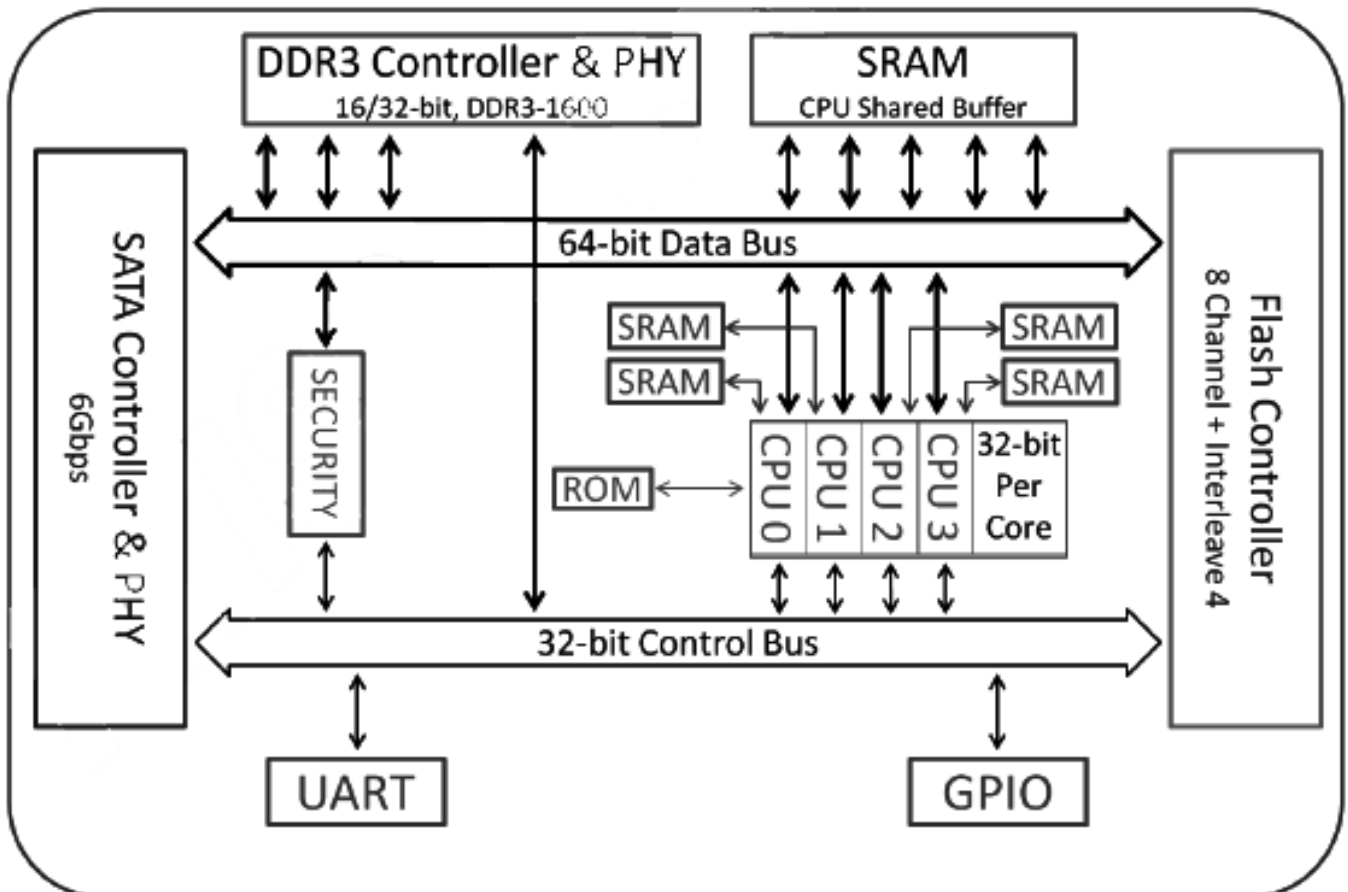 DDR3 Controller & PHY
16/32-bit, DDR3-1600
SRAM
CPU Shared Buffer
SATA Controller & PHY
6Gbps
64-bit Data Bus
Flash Controller
8 Channel + Interleave 4
SECURITY
SRAM
SRAM
SRAM
SRAM
ROM
CPU 0
CPU 1
CPU 2
CPU 3
32-bit
Per
Core
32-bit Control Bus
UART
GPIO